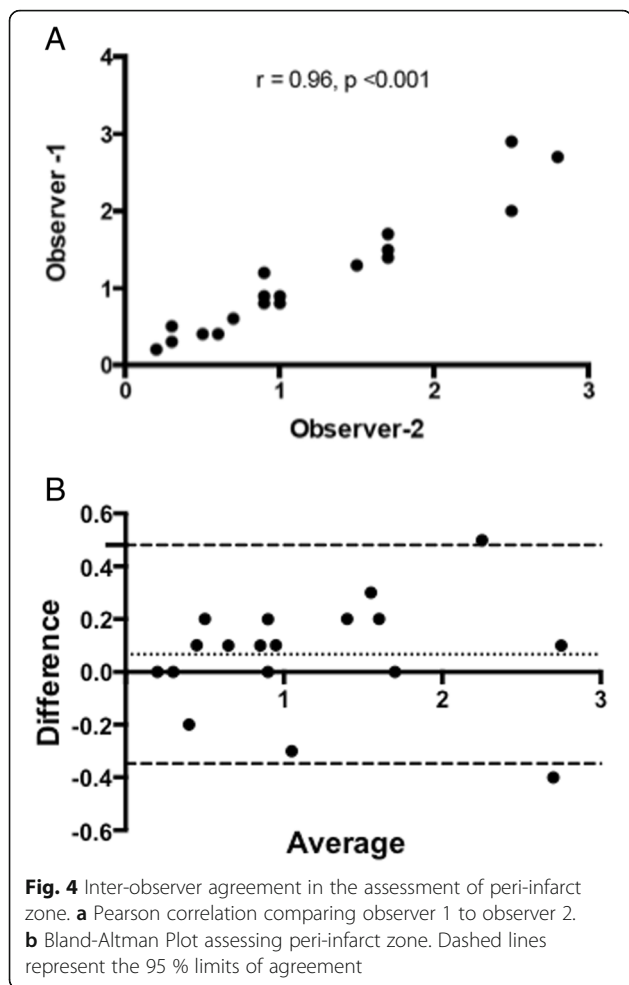 A
4
r = 0.96, p <0.001
3
Observer -1
2
1
0
0 1 2 3
Observer-2
B
0.6
0.4
0.2
Difference
0.0
1 2 3
-0.2
-0.4
-0.6
Average
Fig. 4 Inter-observer agreement in the assessment of peri-infarct
zone. a Pearson correlation comparing observer 1 to observer 2.
b Bland-Altman Plot assessing peri-infarct zone. Dashed lines
represent the 95 % limits of agreement